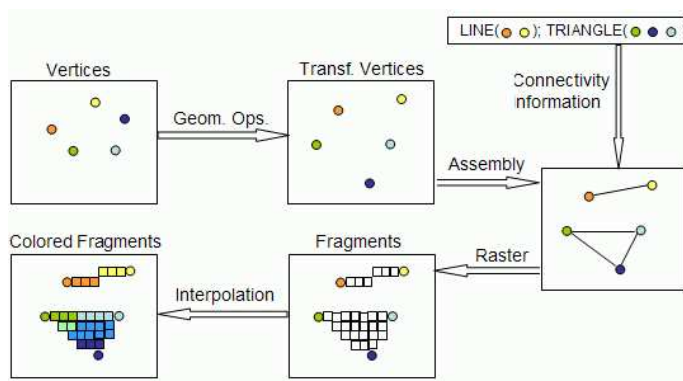 LINE( ); TRIANGLE( )
Vertices
Transf. Vertices
Connectivity
Information
Geom. Ops.
Assembly
Colored Fragments
Fragments
Raster
Interpolation